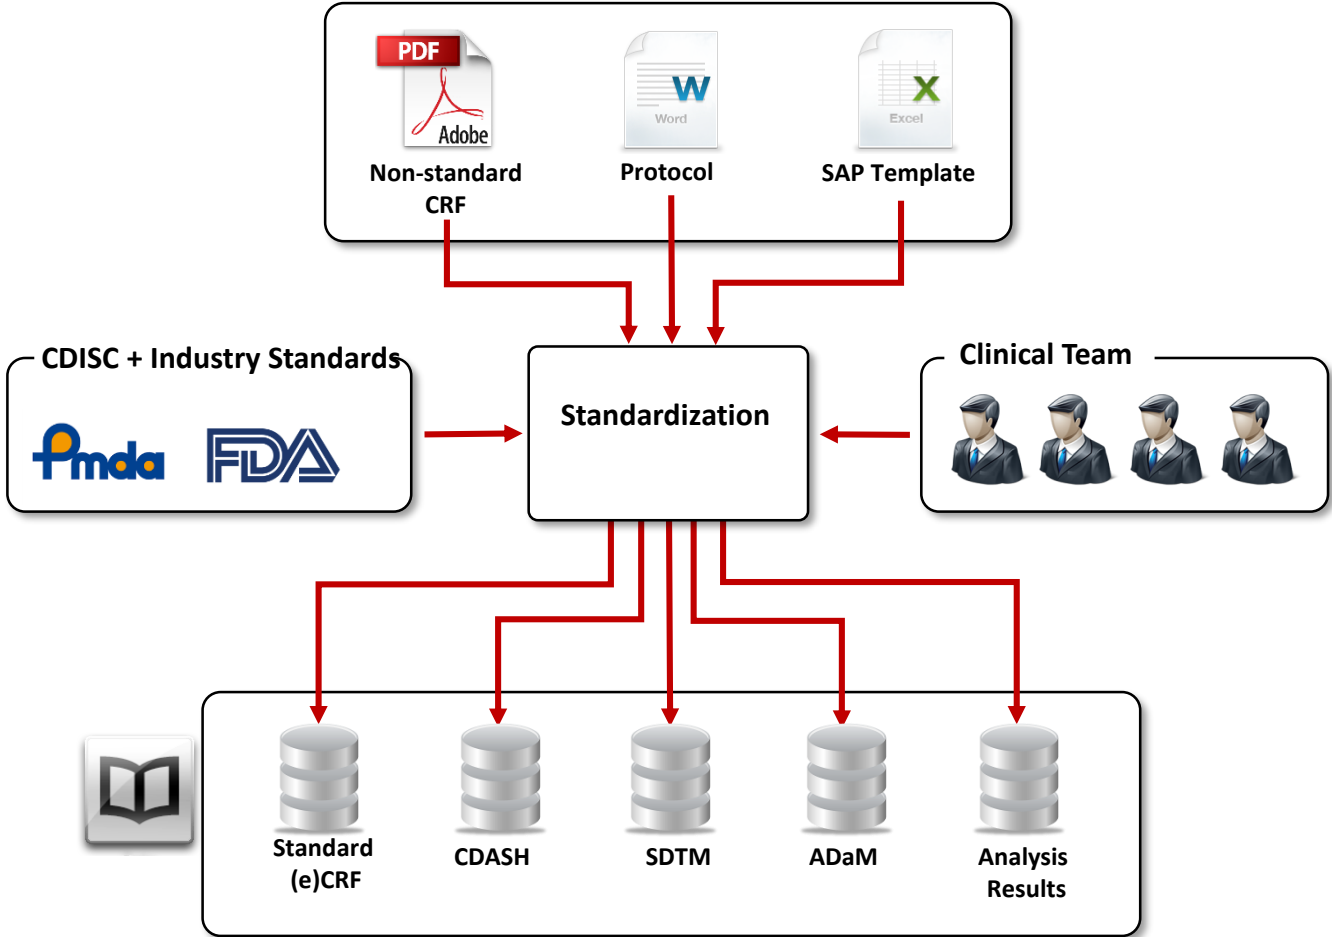 PDF
Adobe
W
Word
X
Excel
Non-standard
CRF
Protocol
SAP Template
CDISC + Industry Standards
Pmda
FDA
Standardization
Clinical Team
Standard
(e)CRF
CDASH
SDTM
ADaM
Analysis
Results